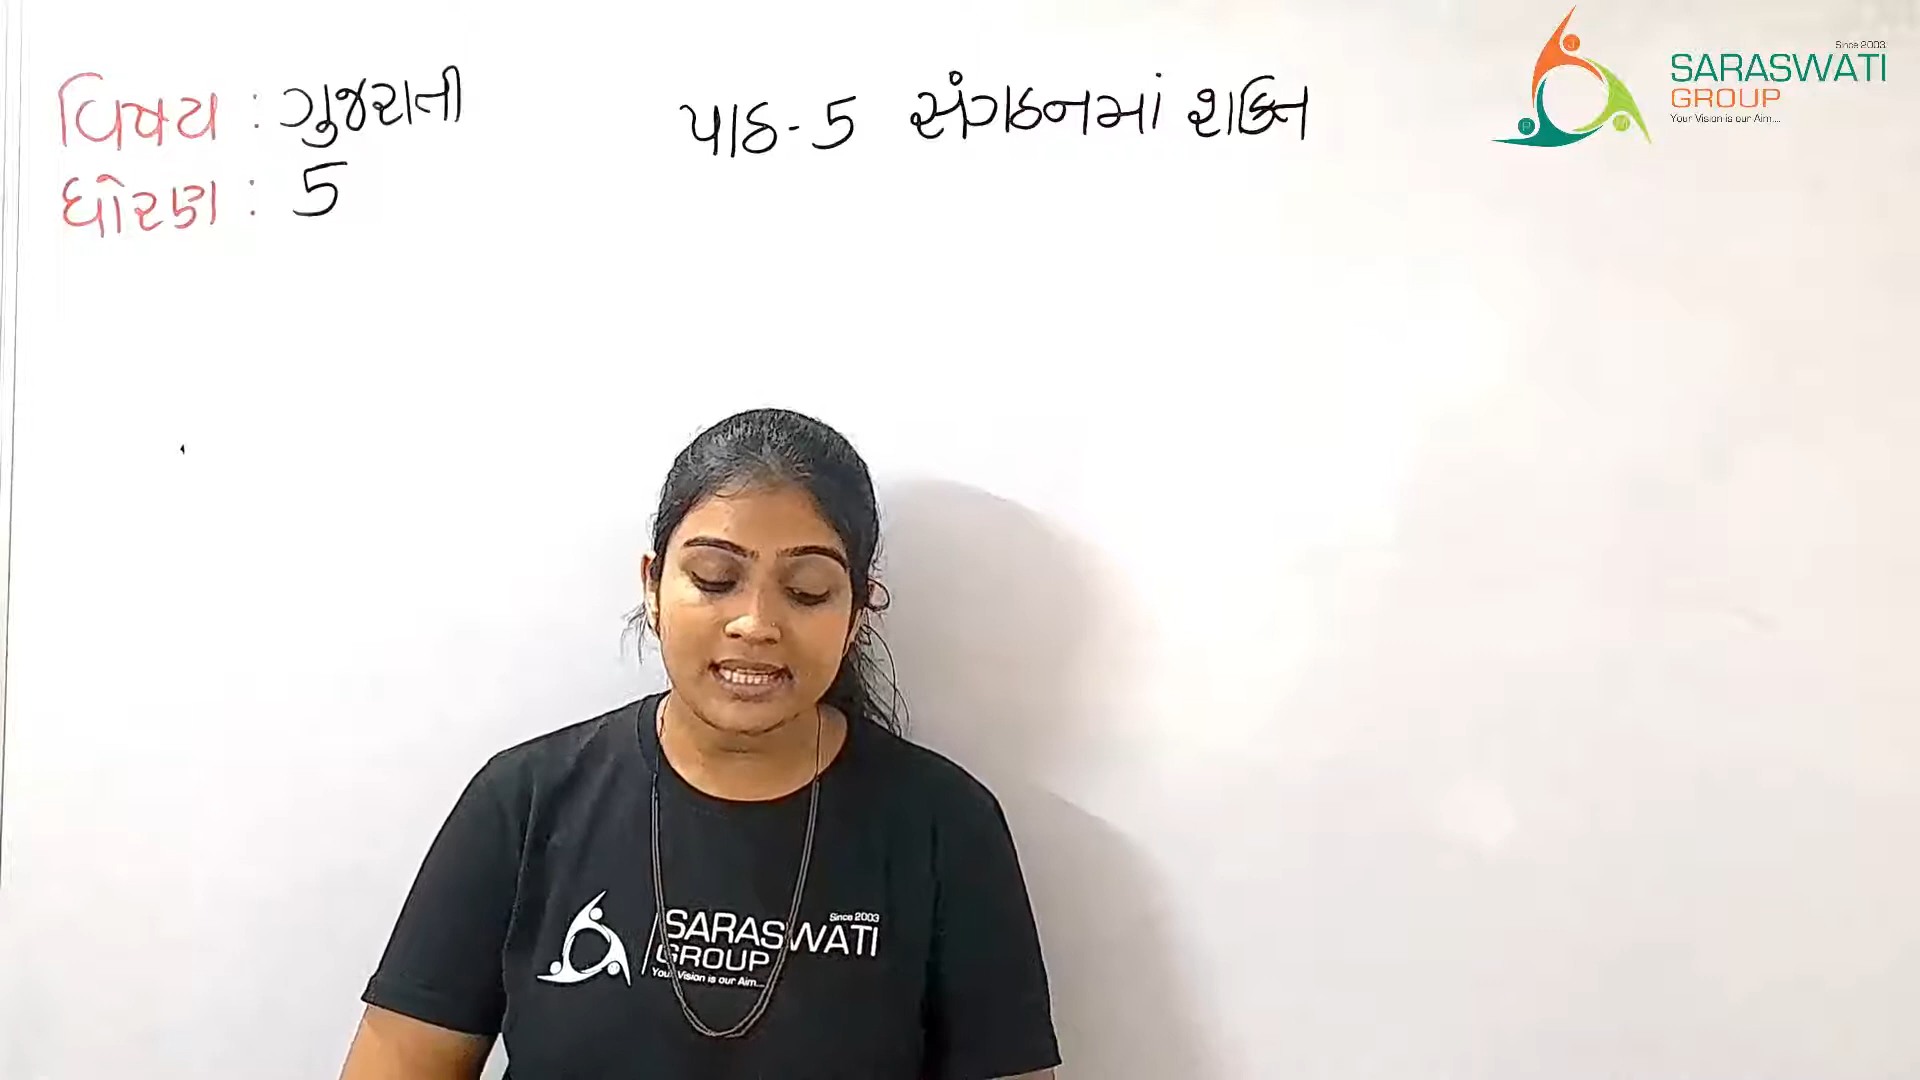 વિષય : ગુજરાતી
ધોરણ : 5
પાઠ - 5 સંગઠનમાં શક્તિ
Since 2003
SARASWATI
GROUP
Your Vision is our Aim....
J
P
M
Since 2003
SARASWATI
GROUP
Your Vision is our Aim....